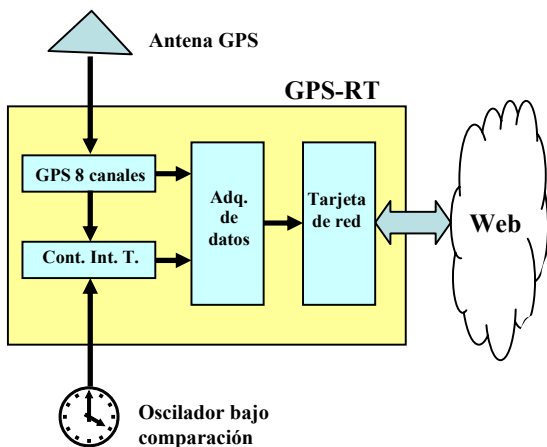 Antena GPS
GPS-RT
GPS 8 canales
Cont. Int. T.
Adq.
de
datos
Tarjeta
de red
Web
Oscilador bajo
comparación